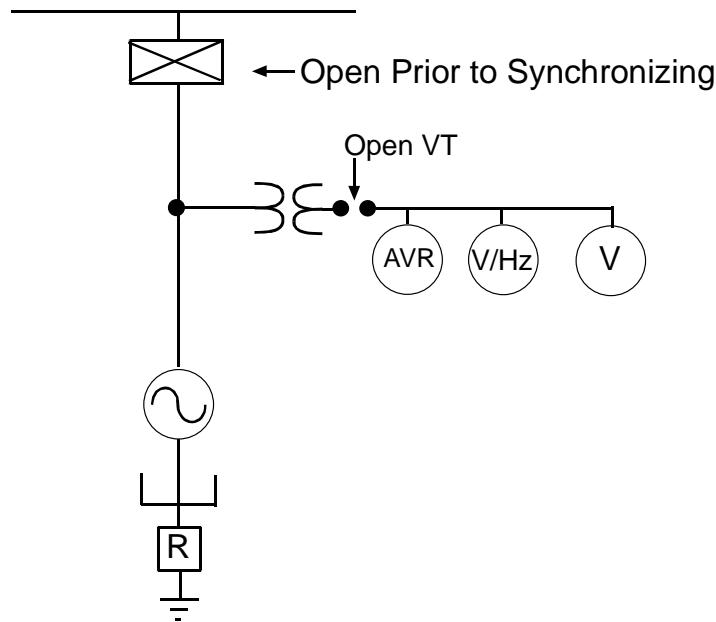 Open Prior to Synchronizing
Open VT
AVR
V/Hz
V
R